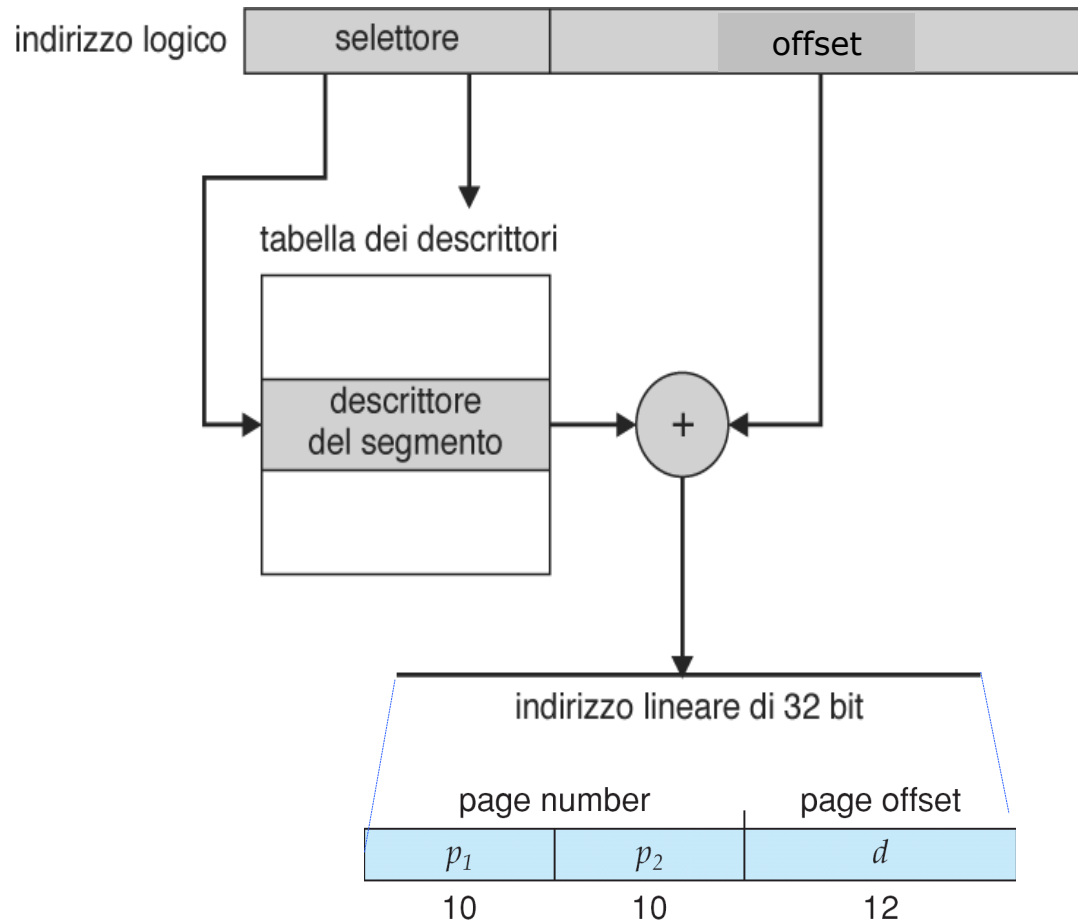 indirizzo logico
selettore
offset
tabella dei descrittori
descrittore
del segmento
+
indirizzo lineare di 32 bit
page number
page offset
p1
p2
d
10
10
12